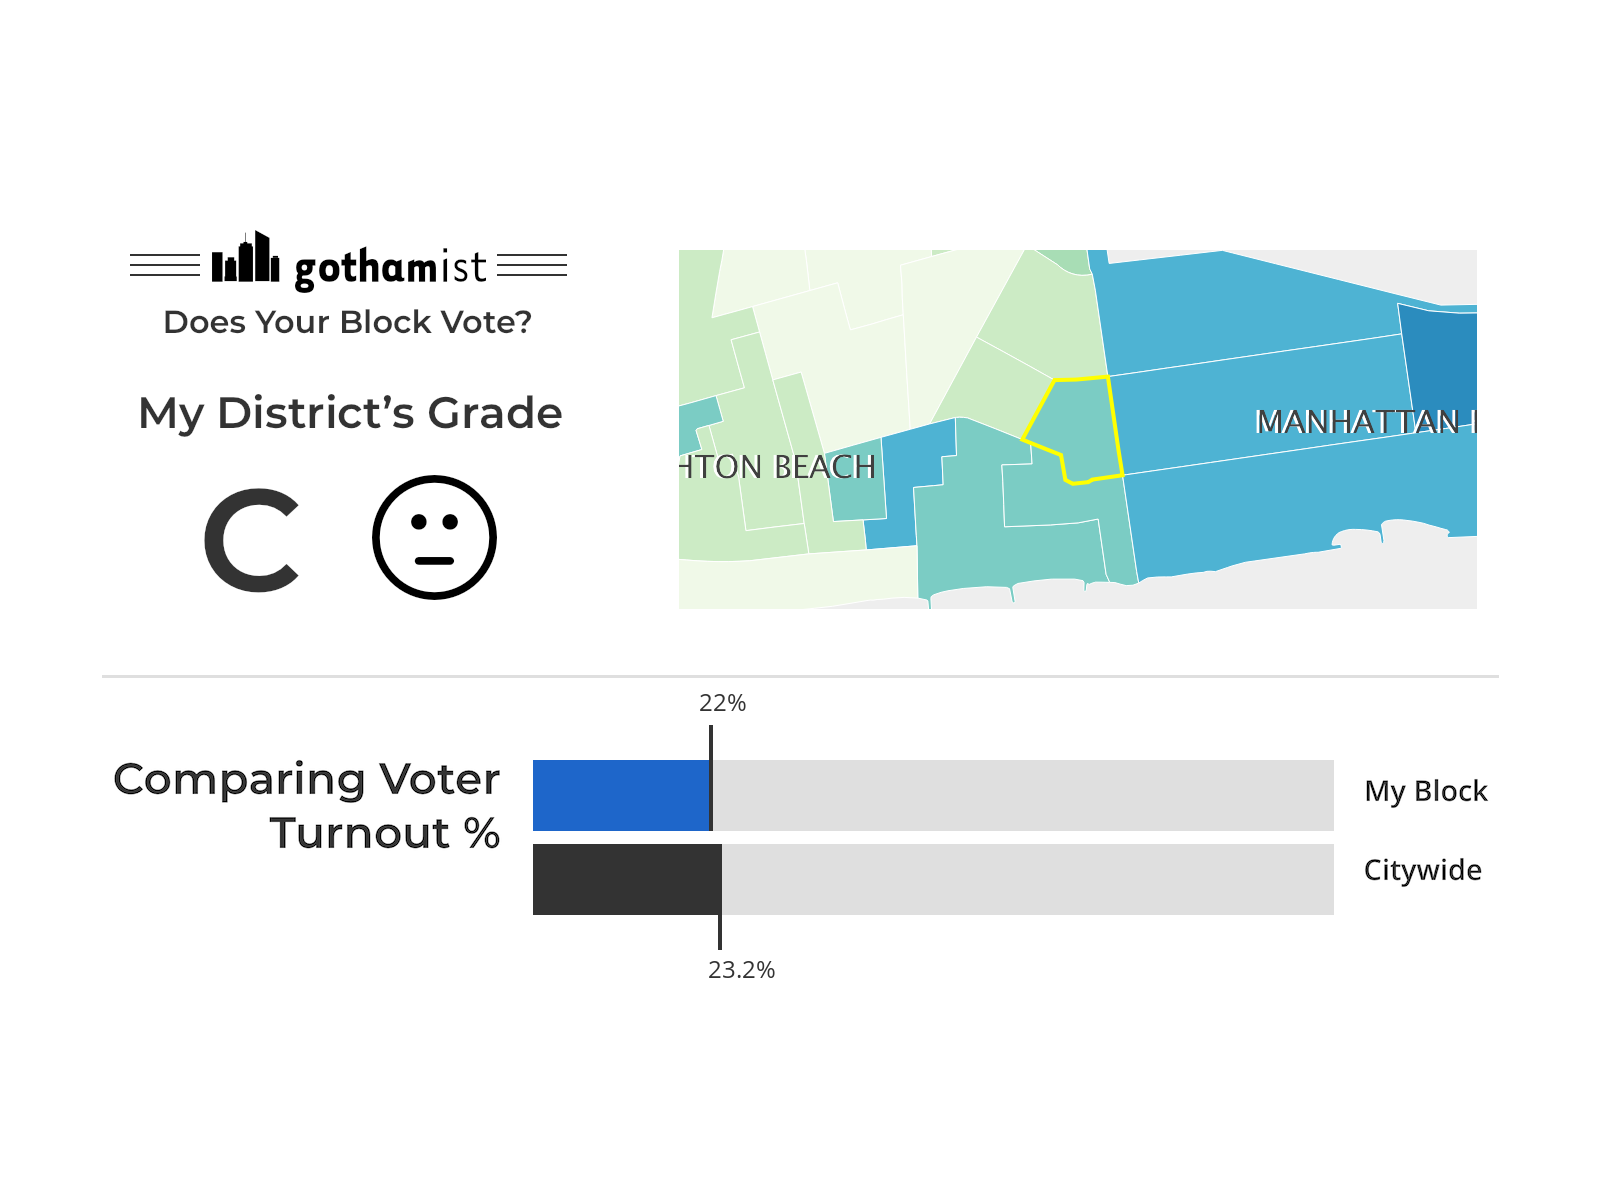 gothamist
Does Your Block Vote?
My District's Grade
C
HTON BEACH
MANHATTAN
22%
Comparing Voter
Turnout %
My Block
Citywide
23.2%